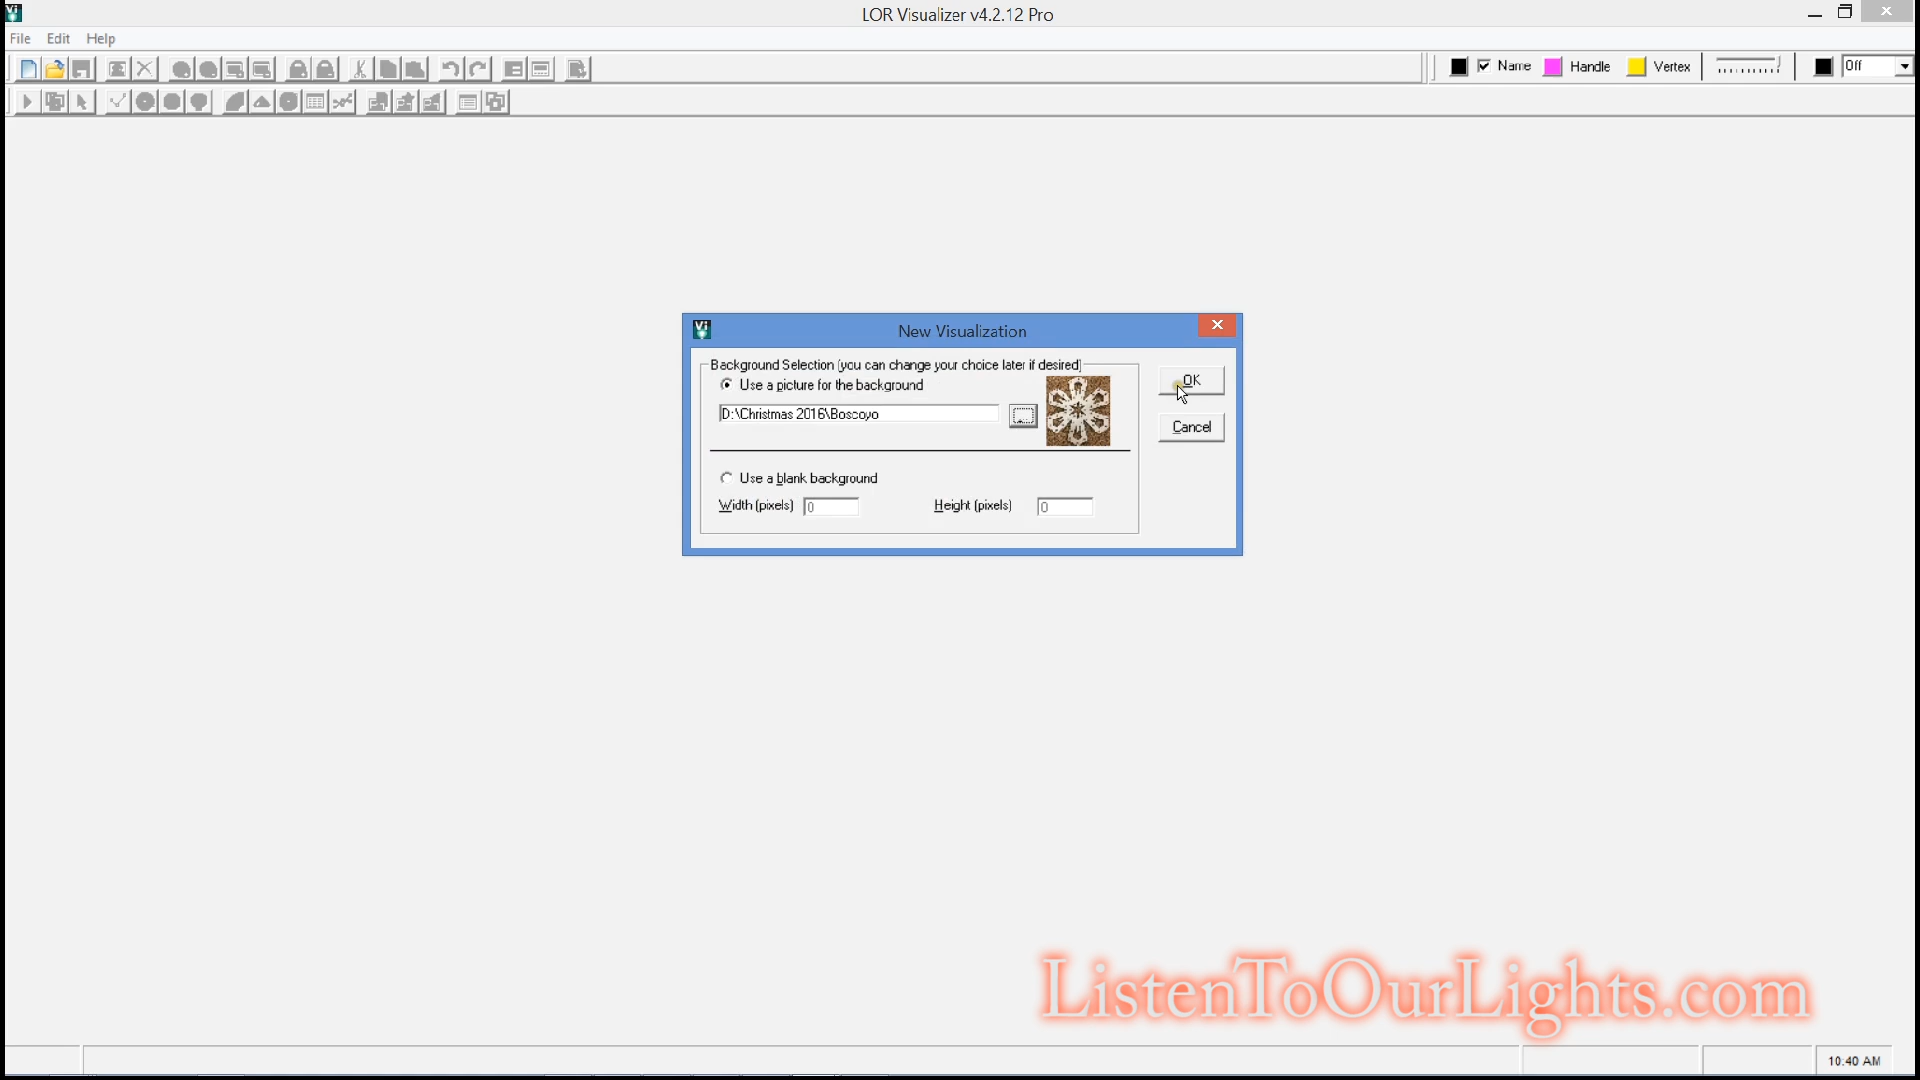 LOR Visualizer v4.2.12 Pro
File Edit Help
Name Handle Vertex Off
Vi New Visualization
Background Selection (you can change your choice later if desired)
Use a picture for the background
OK
D:\Christmas 2016\Boscoyo
...
Cancel
Use a blank background
Width (pixels) 0 Height (pixels) 0
ListenToOurLights.com
10:40 AM